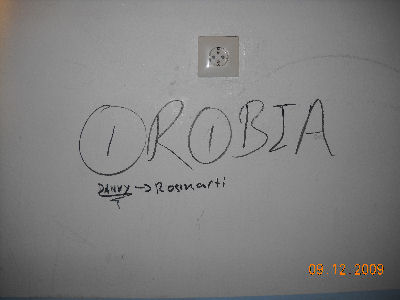 OROBIA
DANNY → Rosmarti
09.12.2009